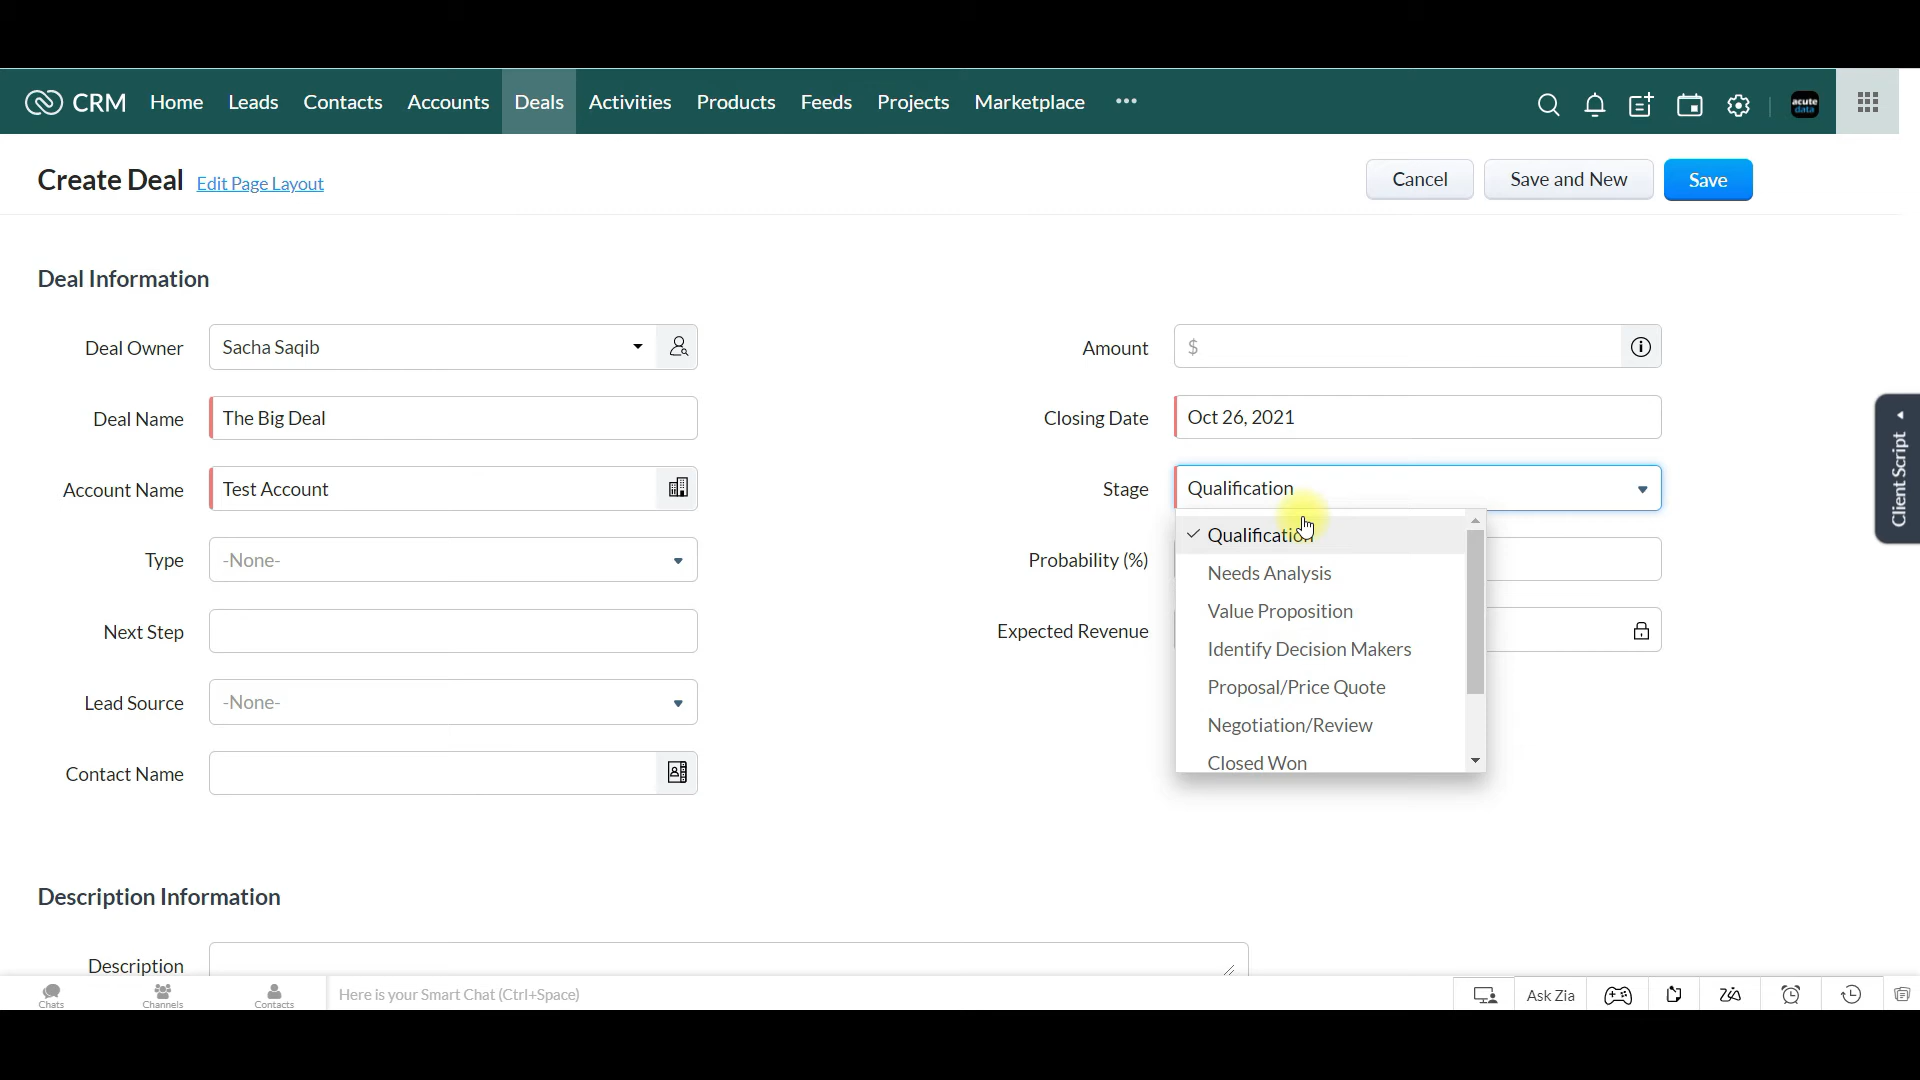 CRM Home Leads Contacts Accounts Deals Activities Products Feeds Projects Marketplace
acute
data
Create Deal Edit Page Layout
Cancel Save and New Save
Deal Information
Deal Owner Sacha Saqib
Amount $
Deal Name The Big Deal
Closing Date Oct 26, 2021
Account Name Test Account
Stage Qualification
Qualification
Needs Analysis
Value Proposition
Identify Decision Makers
Proposal/Price Quote
Negotiation/Review
Closed Won
Type -None-
Probability (%)
Next Step
Expected Revenue
Lead Source -None-
Contact Name
Client Script
Description Information
Description
Chats Channels Contacts Here is your Smart Chat (Ctrl+Space) Ask Zia